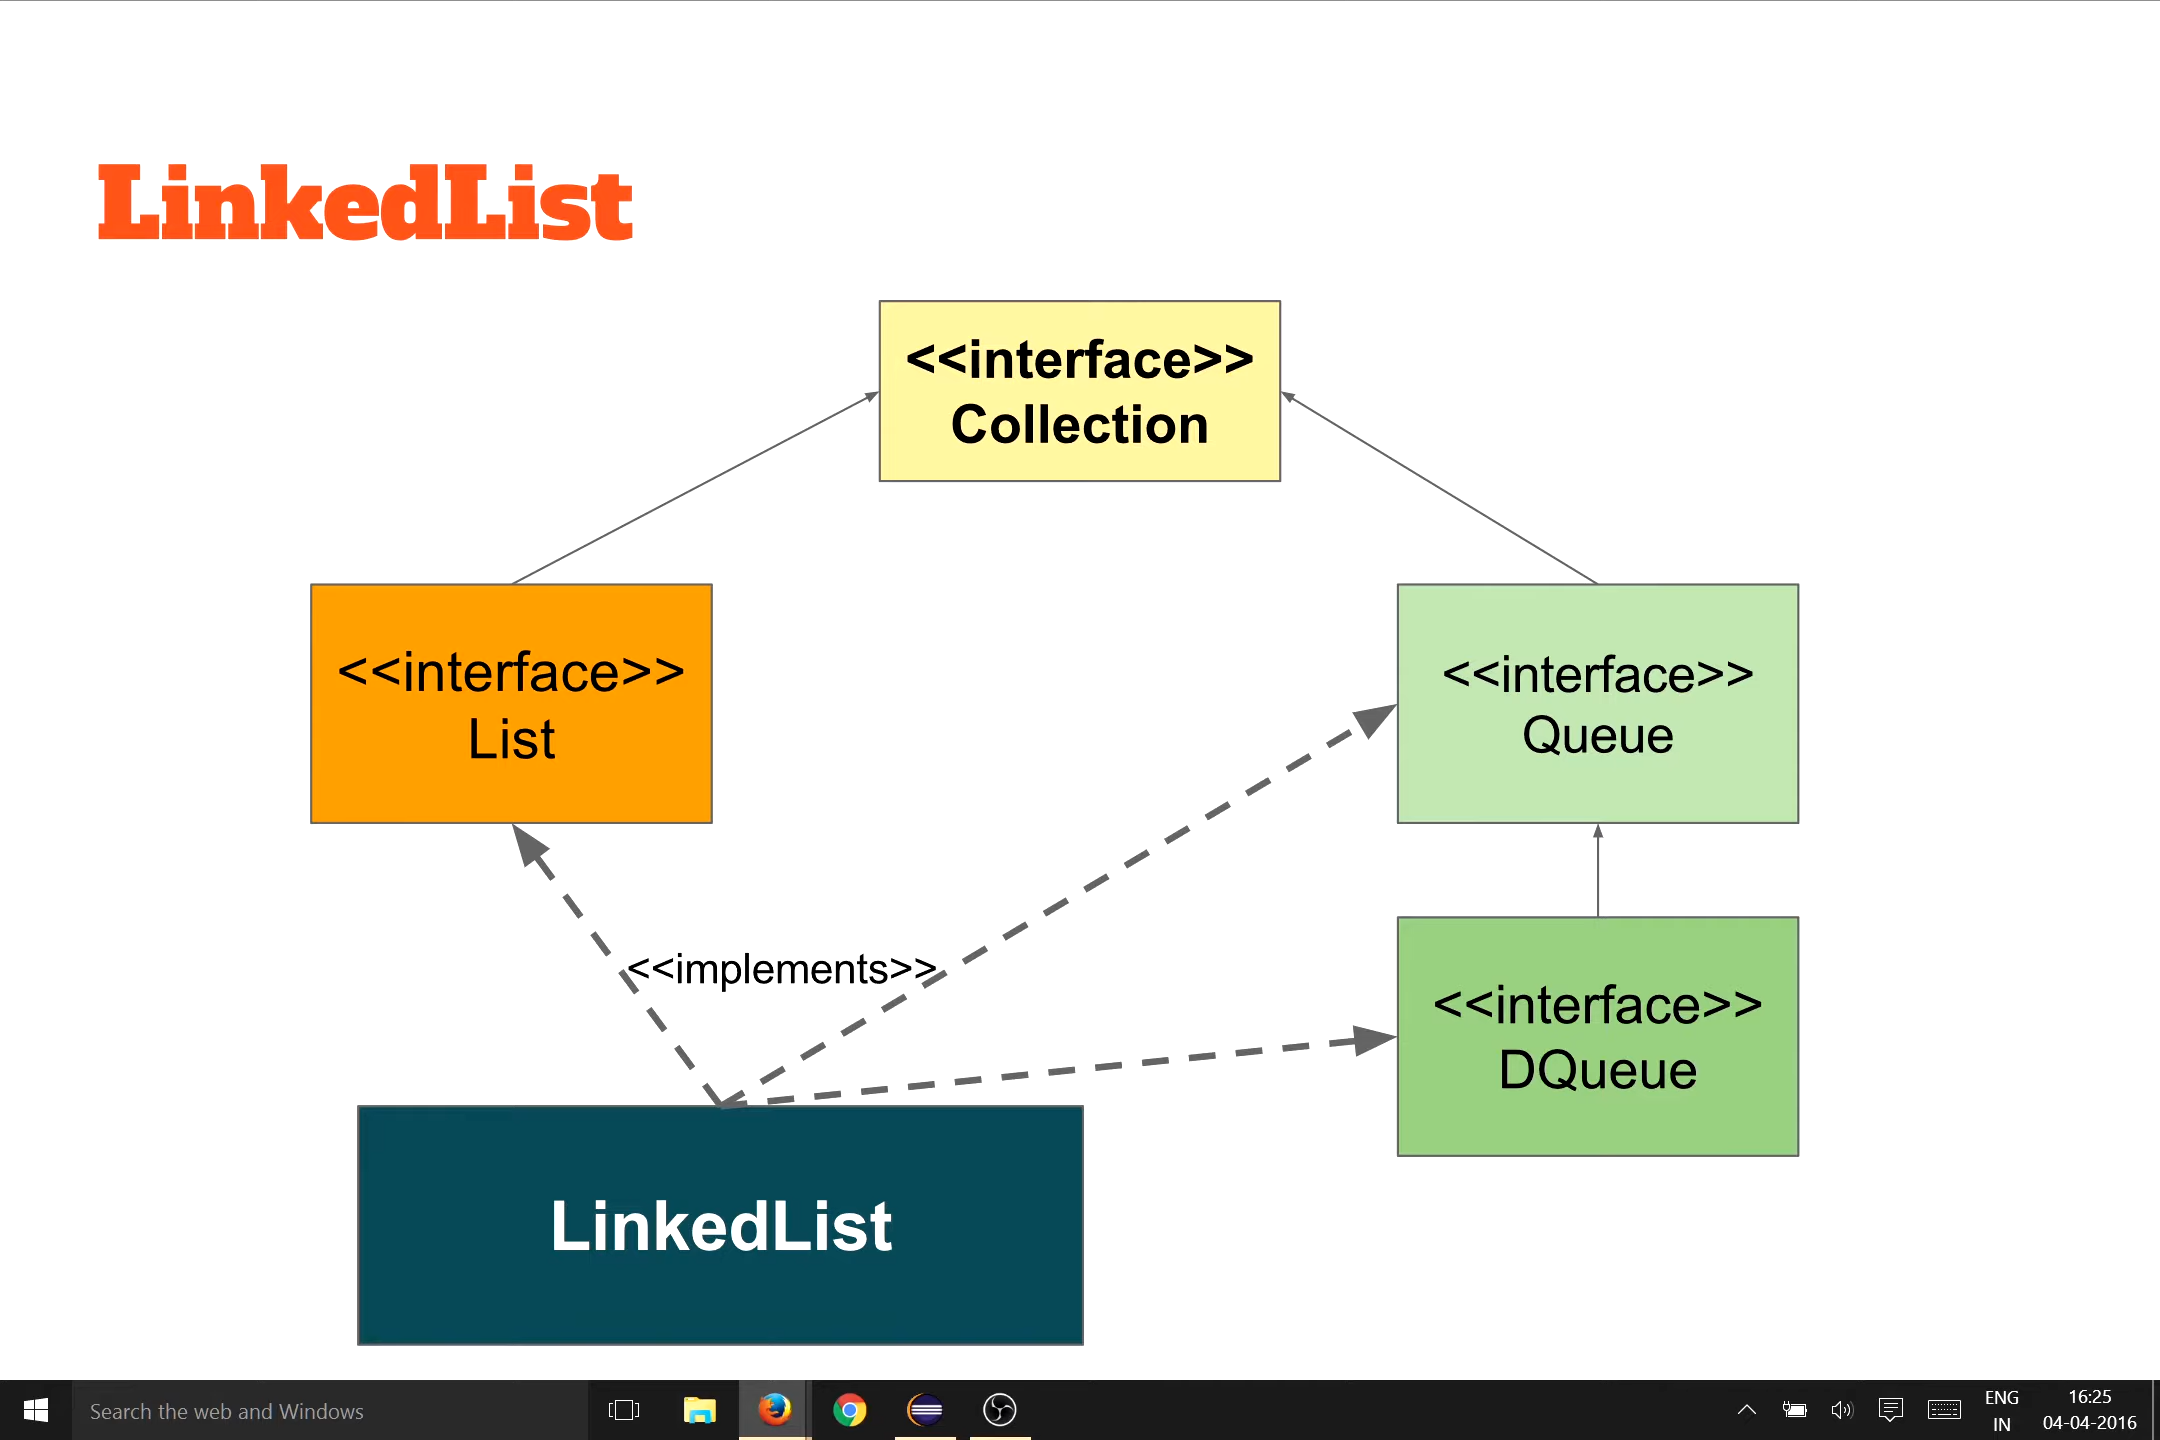 LinkedList
<<interface>>
Collection
<<interface>>
List
<<interface>>
Queue
<<implements>>
<<interface>>
DQueue
LinkedList
Search the web and Windows
ENG
IN
16:25
04-04-2016